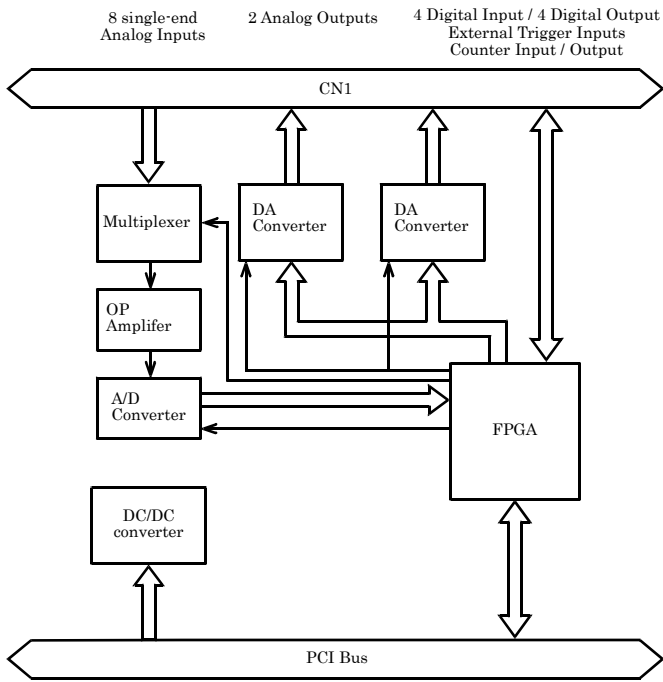 8 single-end
Analog Inputs
2 Analog Outputs
4 Digital Input / 4 Digital Output
External Trigger Inputs
Counter Input / Output
CN1
Multiplexer
DA
Converter
DA
Converter
OP
Amplifer
A/D
Converter
FPGA
DC/DC
converter
PCI Bus